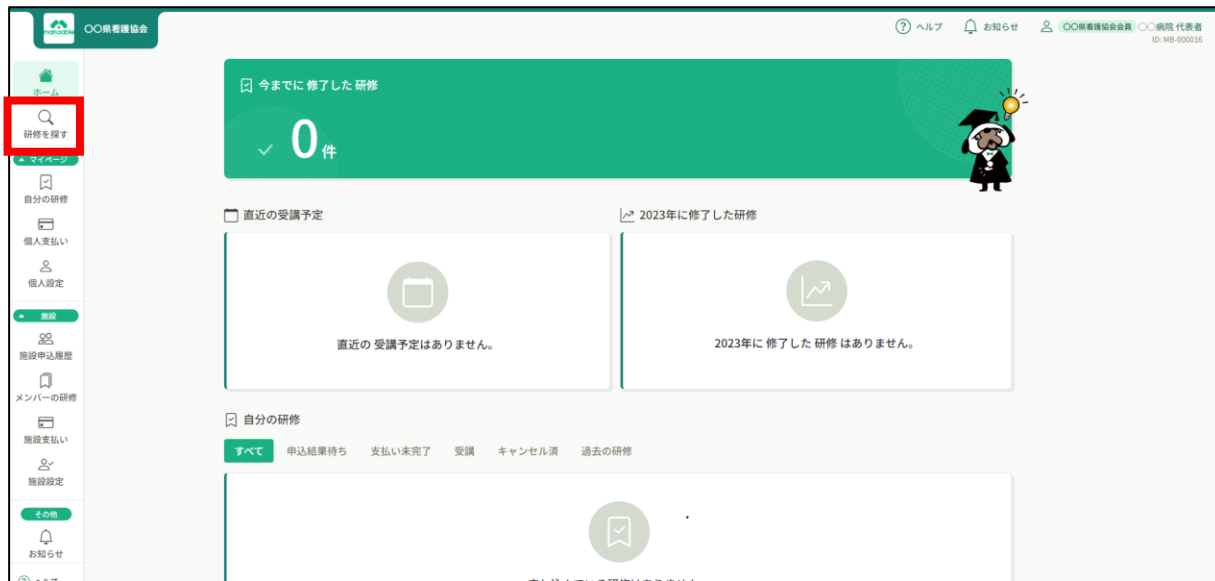 manaable
〇〇県看護協会
ヘルプ
お知らせ
〇〇県看護協会会員 〇〇病院 代表者
ID: MB-000016
ホーム
研修を探す
マイページ
自分の研修
個人支払い
個人設定
施設
施設申込履歴
メンバーの研修
施設支払い
施設設定
その他
お知らせ
ヘルプ
今までに 修了した 研修
0 件
直近の受講予定
直近の 受講予定はありません。
2023年に修了した研修
2023年に 修了した 研修 はありません。
自分の研修
すべて 申込結果待ち 支払い未完了 受講 キャンセル済 過去の研修